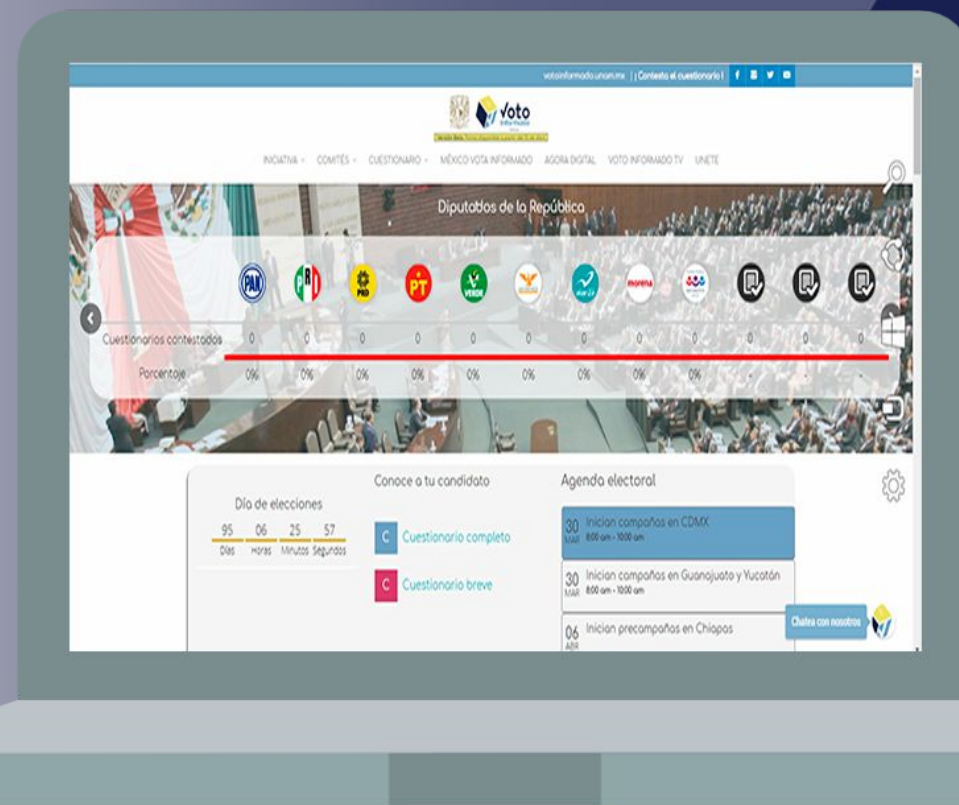 votoinformado.unam.mx | ¡Contesta el cuestionario!
Voto
INICIATIVA COMITÉS CUESTIONARIO MÉXICO VOTA INFORMADO AGORA DIGITAL VOTO INFORMADO TV UNETE
Diputados de la República
PAN PRI PRD PT VERDE morena
Cuestionarios contestados 0 0 0 0 0 0 0 0 0 0 0 0
Porcentaje 0% 0% 0% 0% 0% 0% 0% 0% 0% - - -
Día de elecciones
95 06 25 57
Días Horas Minutos Segundos
Conoce a tu candidato
C Cuestionario completo
C Cuestionario breve
Agenda electoral
30 Inician campañas en CDMX
MAR 8:00 am - 10:00 am
30 Inician campañas en Guanajuato y Yucatán
MAR 8:00 am - 10:00 am
06 Inician precampañas en Chiapas
ABR
Chatea con nosotros